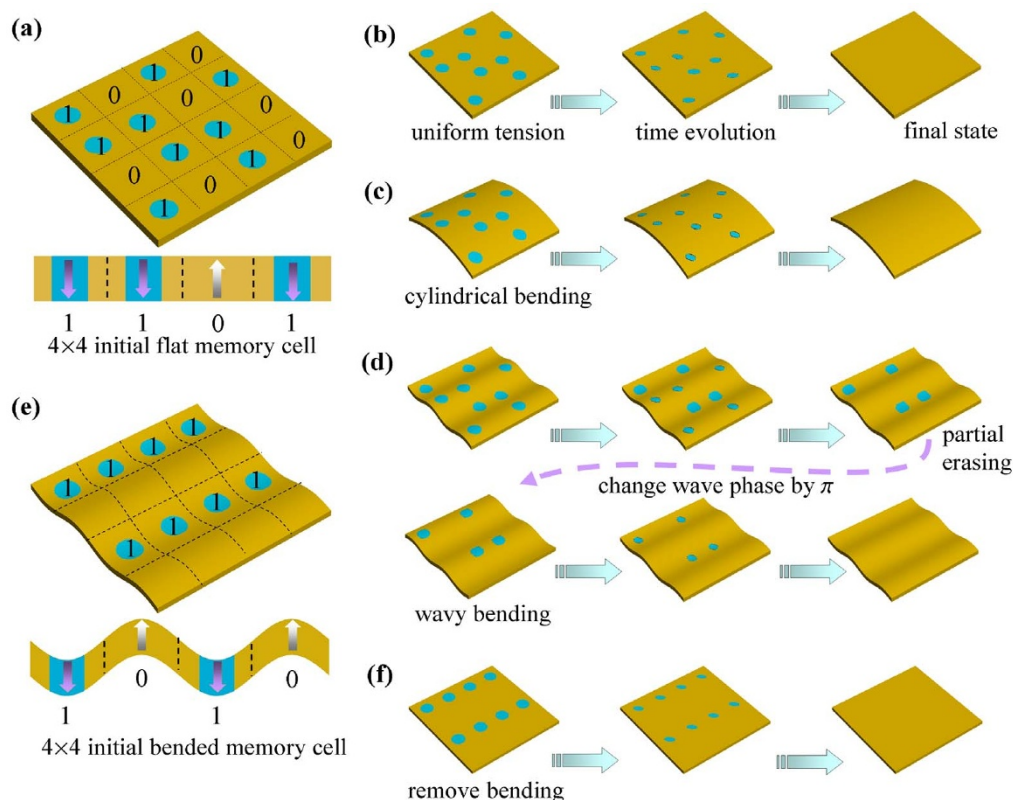 (a)
0
1 1
0 0 0
1 1 1 0
1 1 1
0 0
1
1 1 0 1
4×4 initial flat memory cell
(b)
uniform tension
time evolution
final state
(c)
cylindrical bending
(d)
partial
erasing
change wave phase by π
wavy bending
(e)
1 1 1 1
1 1 1 1
0 0
1 1
4×4 initial bended memory cell
(f)
remove bending